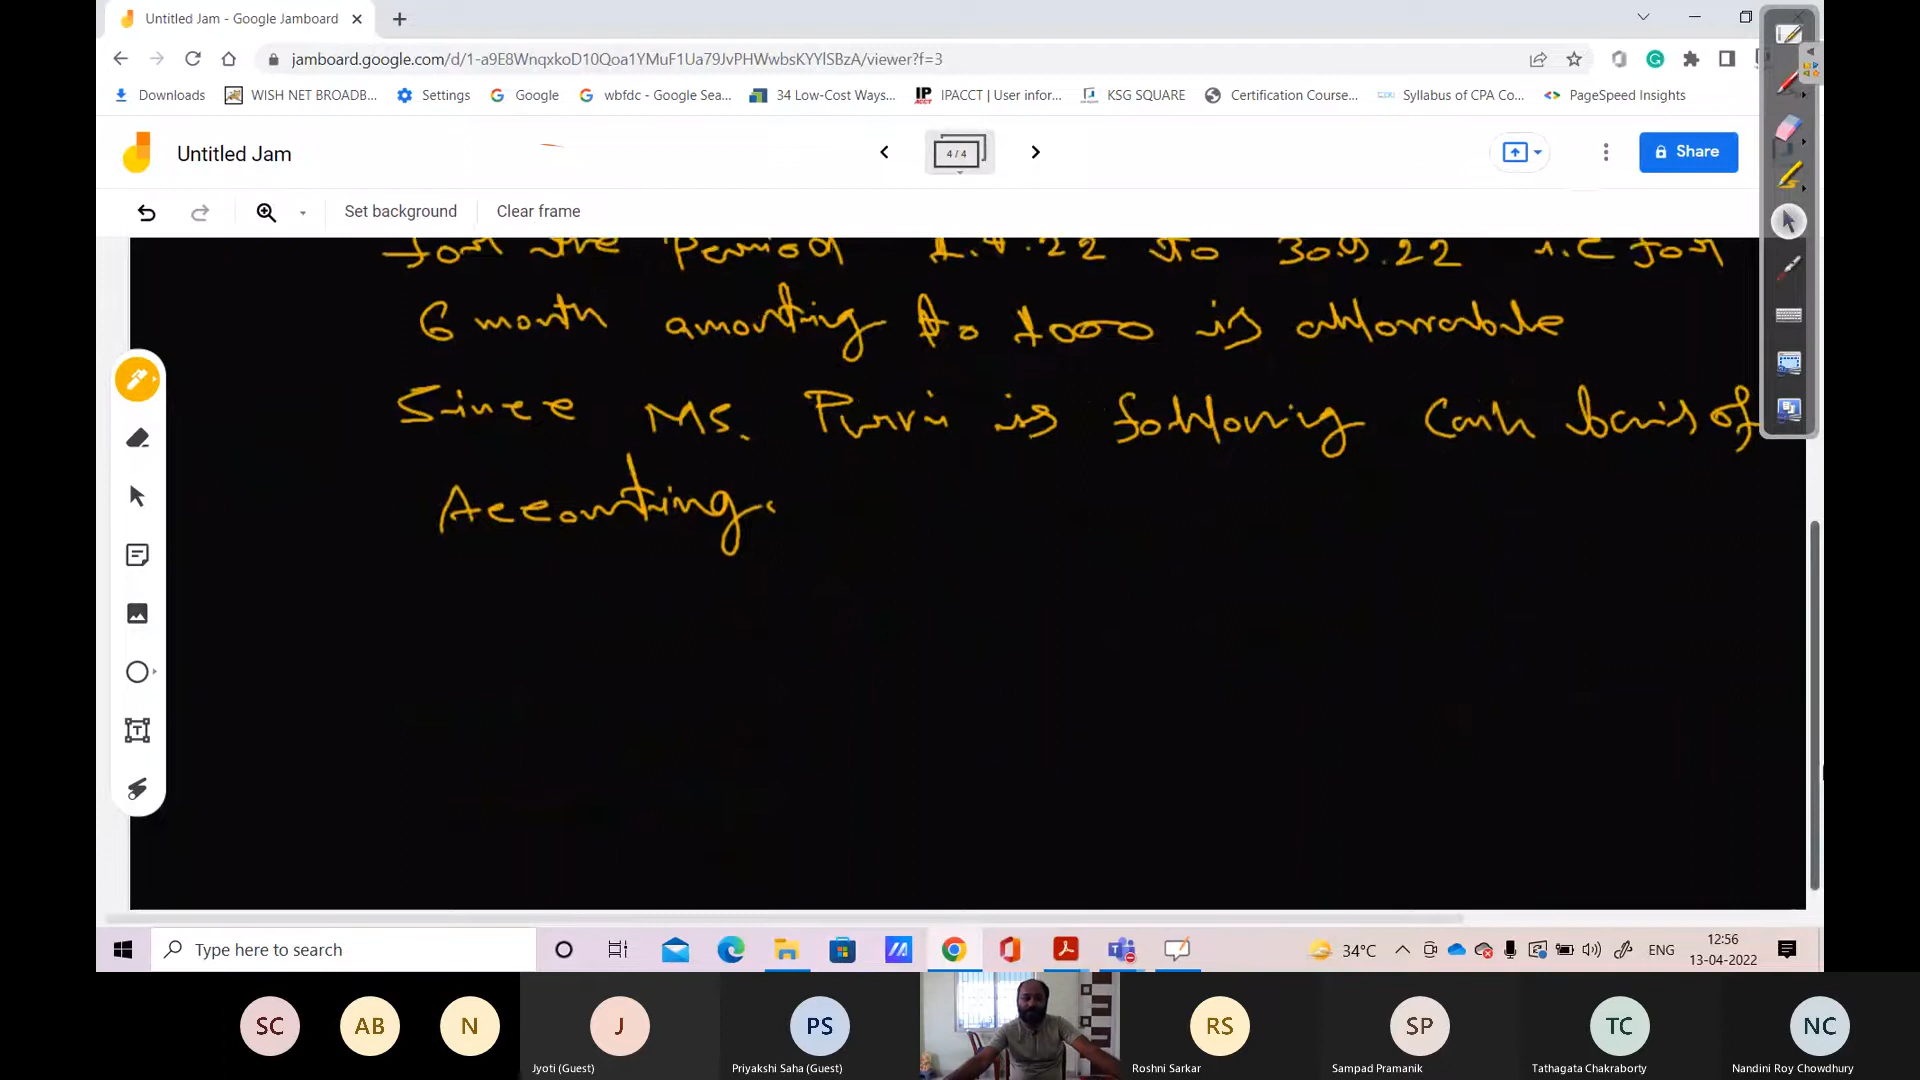 Untitled Jam - Google Jamboard
jamboard.google.com/d/1-a9E8WnqxkoD10Qoa1YMuF1Ua79JvPHWwbsKYYlSBzA/viewer?f=3
Downloads WISH NET BROADB... Settings Google wbfdc - Google Sea... 34 Low-Cost Ways... IPACCT | User infor... KSG SQUARE Certification Course... Syllabus of CPA Co... PageSpeed Insights
Untitled Jam 4 / 4 Share
Set background Clear frame
for the Period 1.4.22 to 30.9.22 i.e for
6 month amounting to 1000 is allowable
Since Ms. Purvi is following Cash basis of
Accounting.
Type here to search 34°C ENG 12:56
13-04-2022
SC AB N J PS RS SP TC NC
Jyoti (Guest) Priyakshi Saha (Guest) Roshni Sarkar Sampad Pramanik Tathagata Chakraborty Nandini Roy Chowdhury